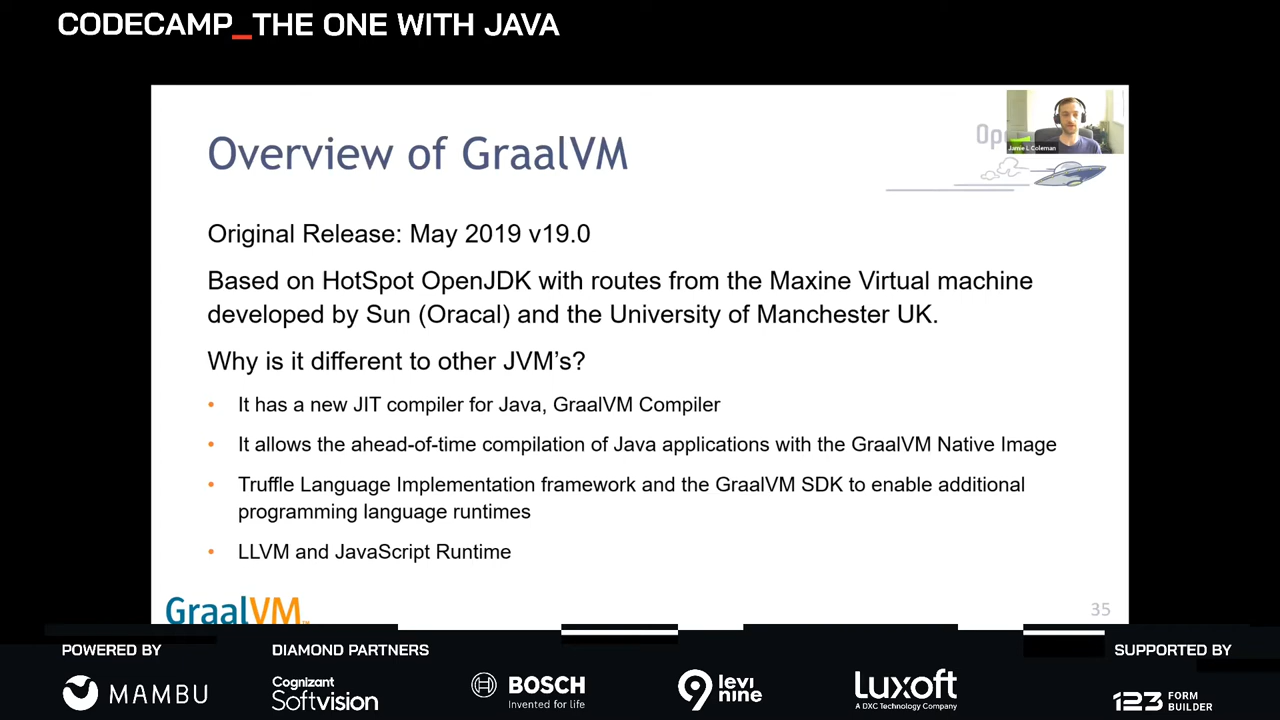 CODECAMP_THE ONE WITH JAVA
Overview of GraalVM
Jamie L Coleman
Original Release: May 2019 v19.0
Based on HotSpot OpenJDK with routes from the Maxine Virtual machine
developed by Sun (Oracal) and the University of Manchester UK.
Why is it different to other JVM's?
• It has a new JIT compiler for Java, GraalVM Compiler
• It allows the ahead-of-time compilation of Java applications with the GraalVM Native Image
• Truffle Language Implementation framework and the GraalVM SDK to enable additional
programming language runtimes
• LLVM and JavaScript Runtime
GraalVM
35
POWERED BY
MAMBU
DIAMOND PARTNERS
Cognizant
Softvision
BOSCH
Invented for life
9 levi
nine
Luxoft
A DXC Technology Company
SUPPORTED BY
123 FORM
BUILDER